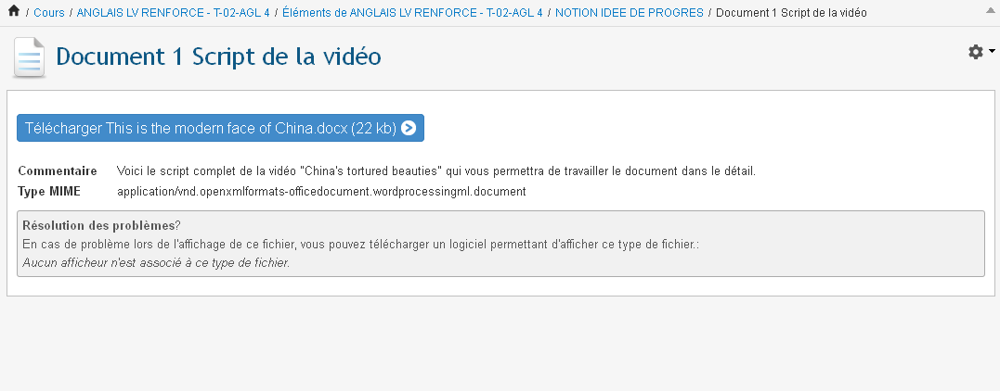 / Cours / ANGLAIS LV RENFORCE - T-02-AGL 4 / Éléments de ANGLAIS LV RENFORCE - T-02-AGL 4 / NOTION IDEE DE PROGRES / Document 1 Script de la vidéo
Document 1 Script de la vidéo
Télécharger This is the modern face of China.docx (22 kb)
Commentaire Voici le script complet de la vidéo "China's tortured beauties" qui vous permettra de travailler le document dans le détail.
Type MIME application/vnd.openxmlformats-officedocument.wordprocessingml.document
Résolution des problèmes?
En cas de problème lors de l'affichage de ce fichier, vous pouvez télécharger un logiciel permettant d'afficher ce type de fichier.:
Aucun afficheur n'est associé à ce type de fichier.